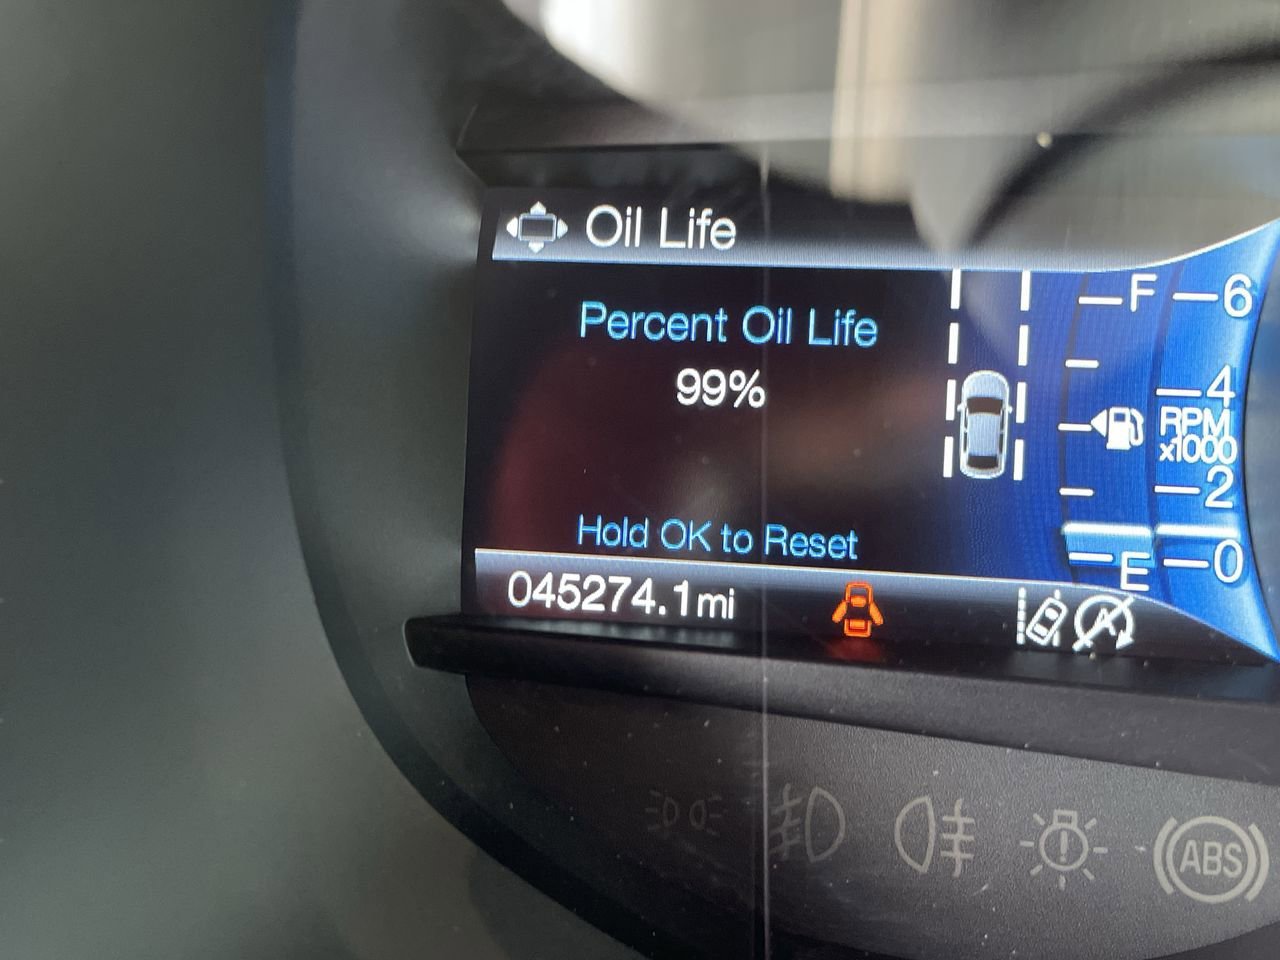 Oil Life
Percent Oil Life
99%
Hold OK to Reset
045274.1mi
F
E
6
4
RPM
x1000
2
0
ABS